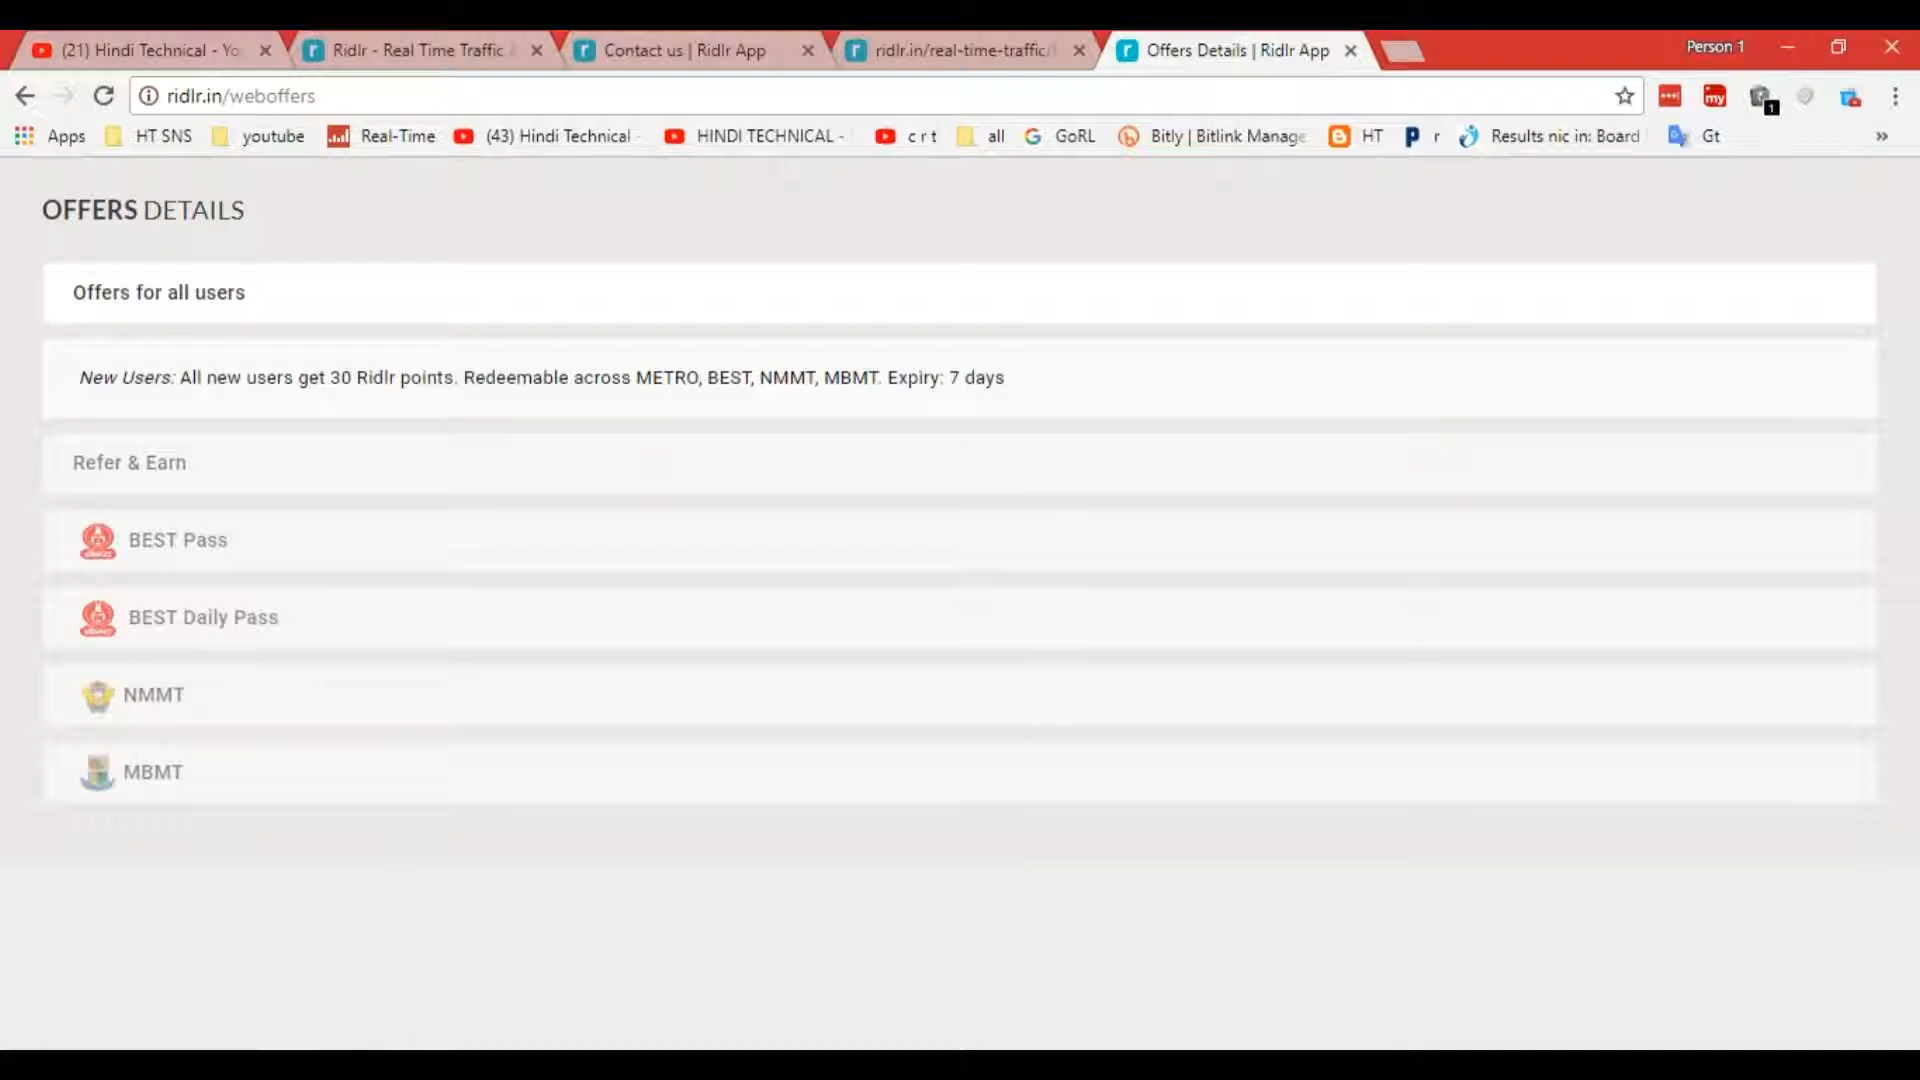 (21) Hindi Technical - Yo
Ridlr - Real Time Traffic
Contact us | Ridlr App
ridlr.in/real-time-traffic/
Offers Details | Ridlr App
Person 1
ridlr.in/weboffers
my
1
Apps
HT SNS
youtube
Real-Time
(43) Hindi Technical
HINDI TECHNICAL -
c r t
all
GoRL
Bitly | Bitlink Manage
HT
r
Results nic in: Board
Gt
»
OFFERS DETAILS
Offers for all users
New Users: All new users get 30 Ridlr points. Redeemable across METRO, BEST, NMMT, MBMT. Expiry: 7 days
Refer & Earn
BEST Pass
BEST Daily Pass
NMMT
MBMT